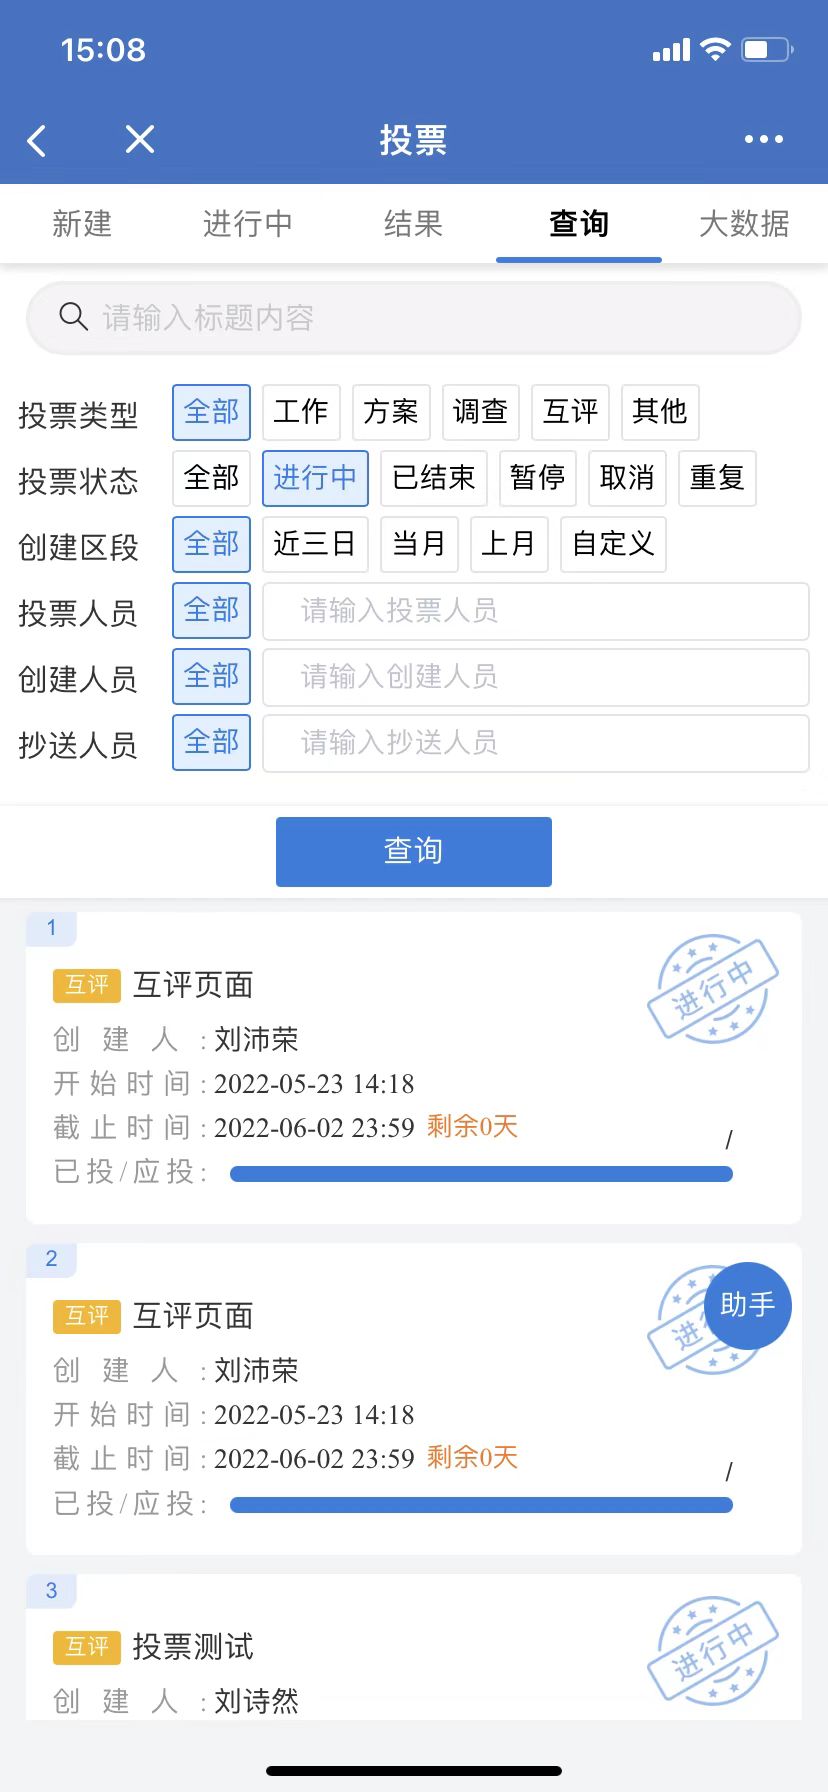 15:08
投票
新建 进行中 结果 查询 大数据
请输入标题内容
投票类型 全部 工作 方案 调查 互评 其他
投票状态 全部 进行中 已结束 暂停 取消 重复
创建区段 全部 近三日 当月 上月 自定义
投票人员 全部 请输入投票人员
创建人员 全部 请输入创建人员
抄送人员 全部 请输入抄送人员
查询
1
进行中
互评 互评页面
创建人:刘沛荣
开始时间:2022-05-23 14:18
截止时间:2022-06-02 23:59 剩余0天
/
已投/应投:
2
进 助手
互评 互评页面
创建人:刘沛荣
开始时间:2022-05-23 14:18
截止时间:2022-06-02 23:59 剩余0天
/
已投/应投:
3
进行中
互评 投票测试
创建人:刘诗然